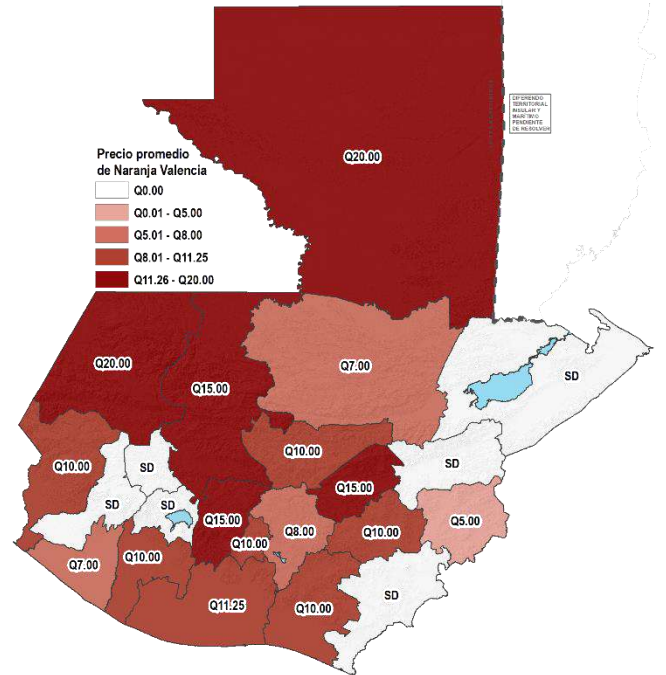 DIFERENDO
TERRITORIAL
INSULAR Y
MARÍTIMO
PENDIENTE
DE RESOLVER
Q20.00
Precio promedio
de Naranja Valencia
Q0.00
Q0.01 - Q5.00
Q5.01 - Q8.00
Q8.01 - Q11.25
Q11.26 - Q20.00
Q20.00
Q15.00
Q7.00
SD
Q10.00
Q10.00
SD
SD
SD
Q15.00
Q15.00
Q5.00
Q8.00
Q10.00
Q10.00
Q7.00
Q10.00
Q11.25
Q10.00
SD